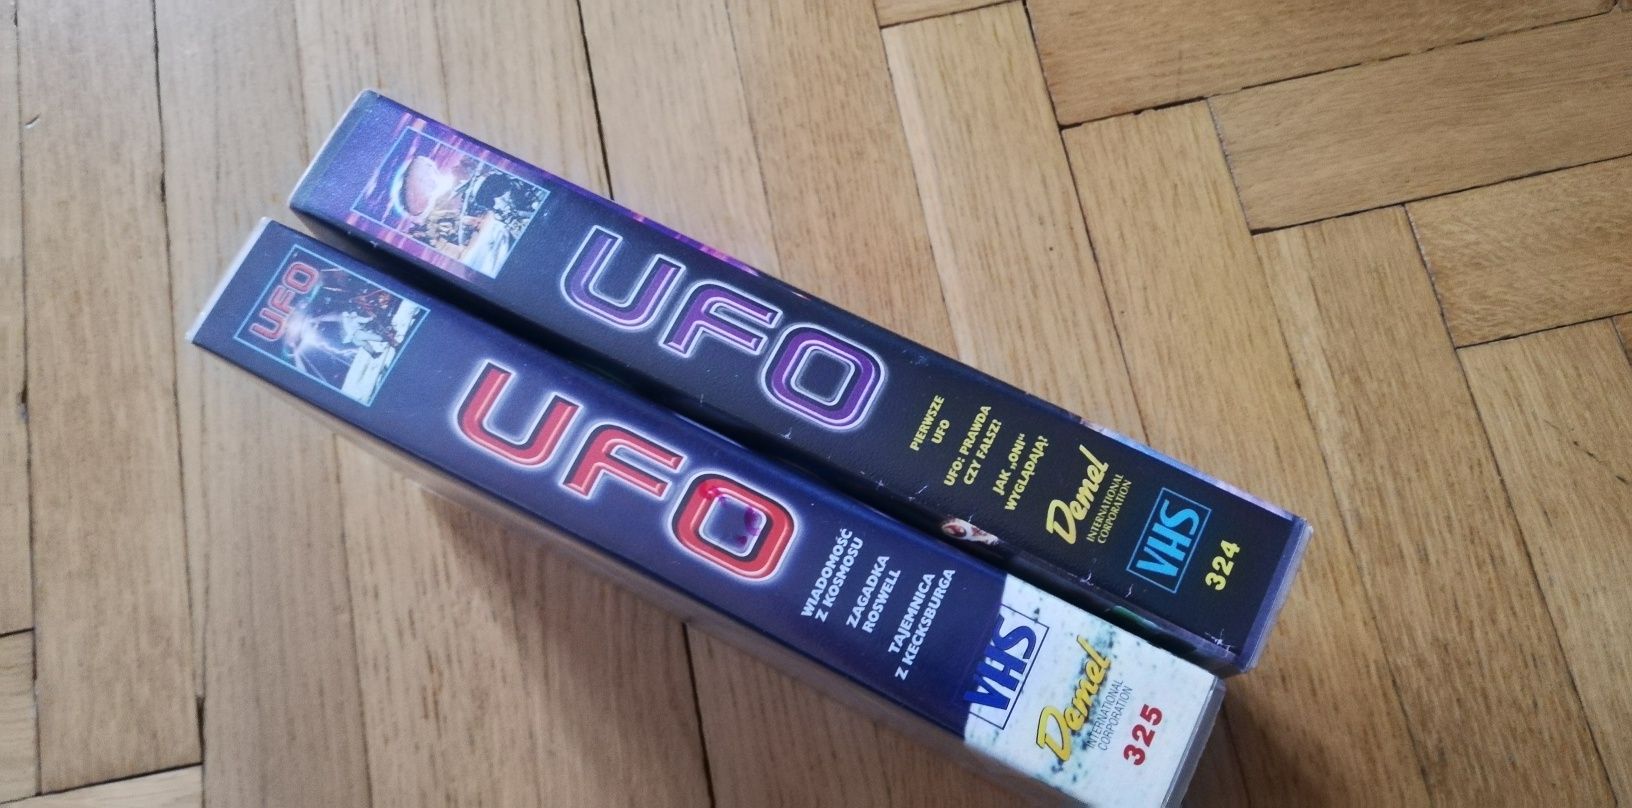 UFO
PIERWSZE
UFO
UFO: PRAWDA
CZY FAŁSZ?
JAK „ONI"
WYGLĄDAJĄ?
Demel
INTERNATIONAL
CORPORATION
VHS
324
UFO
UFO
WIADOMOŚĆ
Z KOSMOSU
ZAGADKA
ROSWELL
TAJEMNICA
Z KECKSBURGA
VHS
Demel
INTERNATIONAL
CORPORATION
325